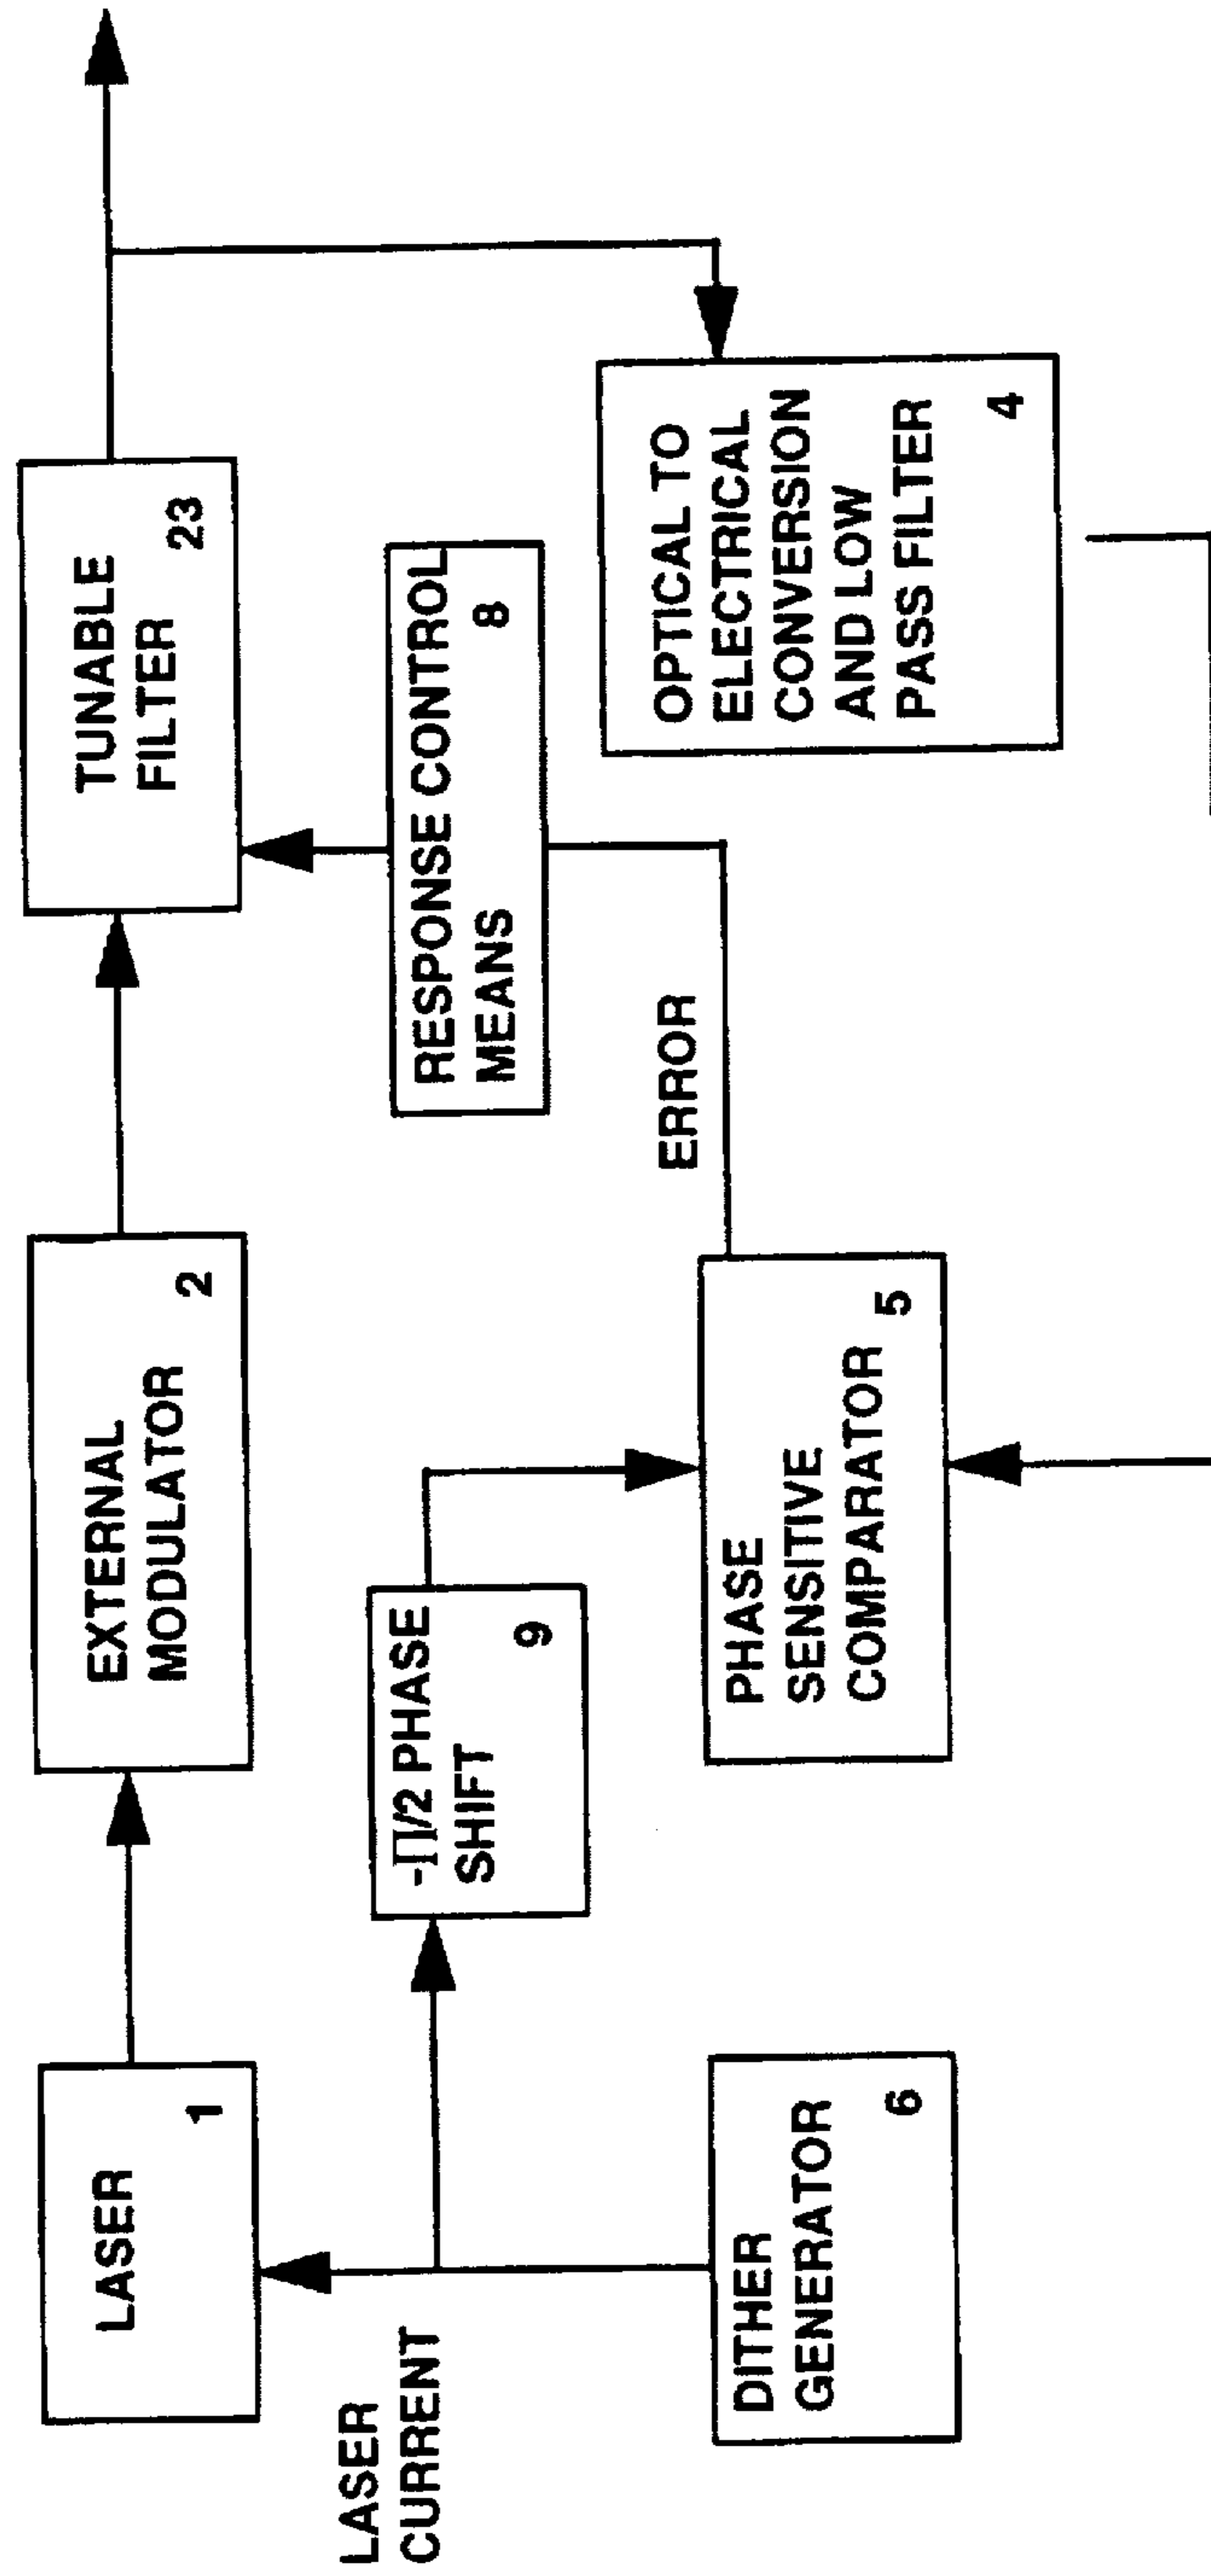 LASER
1
EXTERNAL
MODULATOR
2
TUNABLE
FILTER
23
LASER
CURRENT
-Π/2 PHASE
SHIFT
9
RESPONSE CONTROL
MEANS
8
ERROR
DITHER
GENERATOR
6
PHASE
SENSITIVE
COMPARATOR
5
OPTICAL TO
ELECTRICAL
CONVERSION
AND LOW
PASS FILTER
4